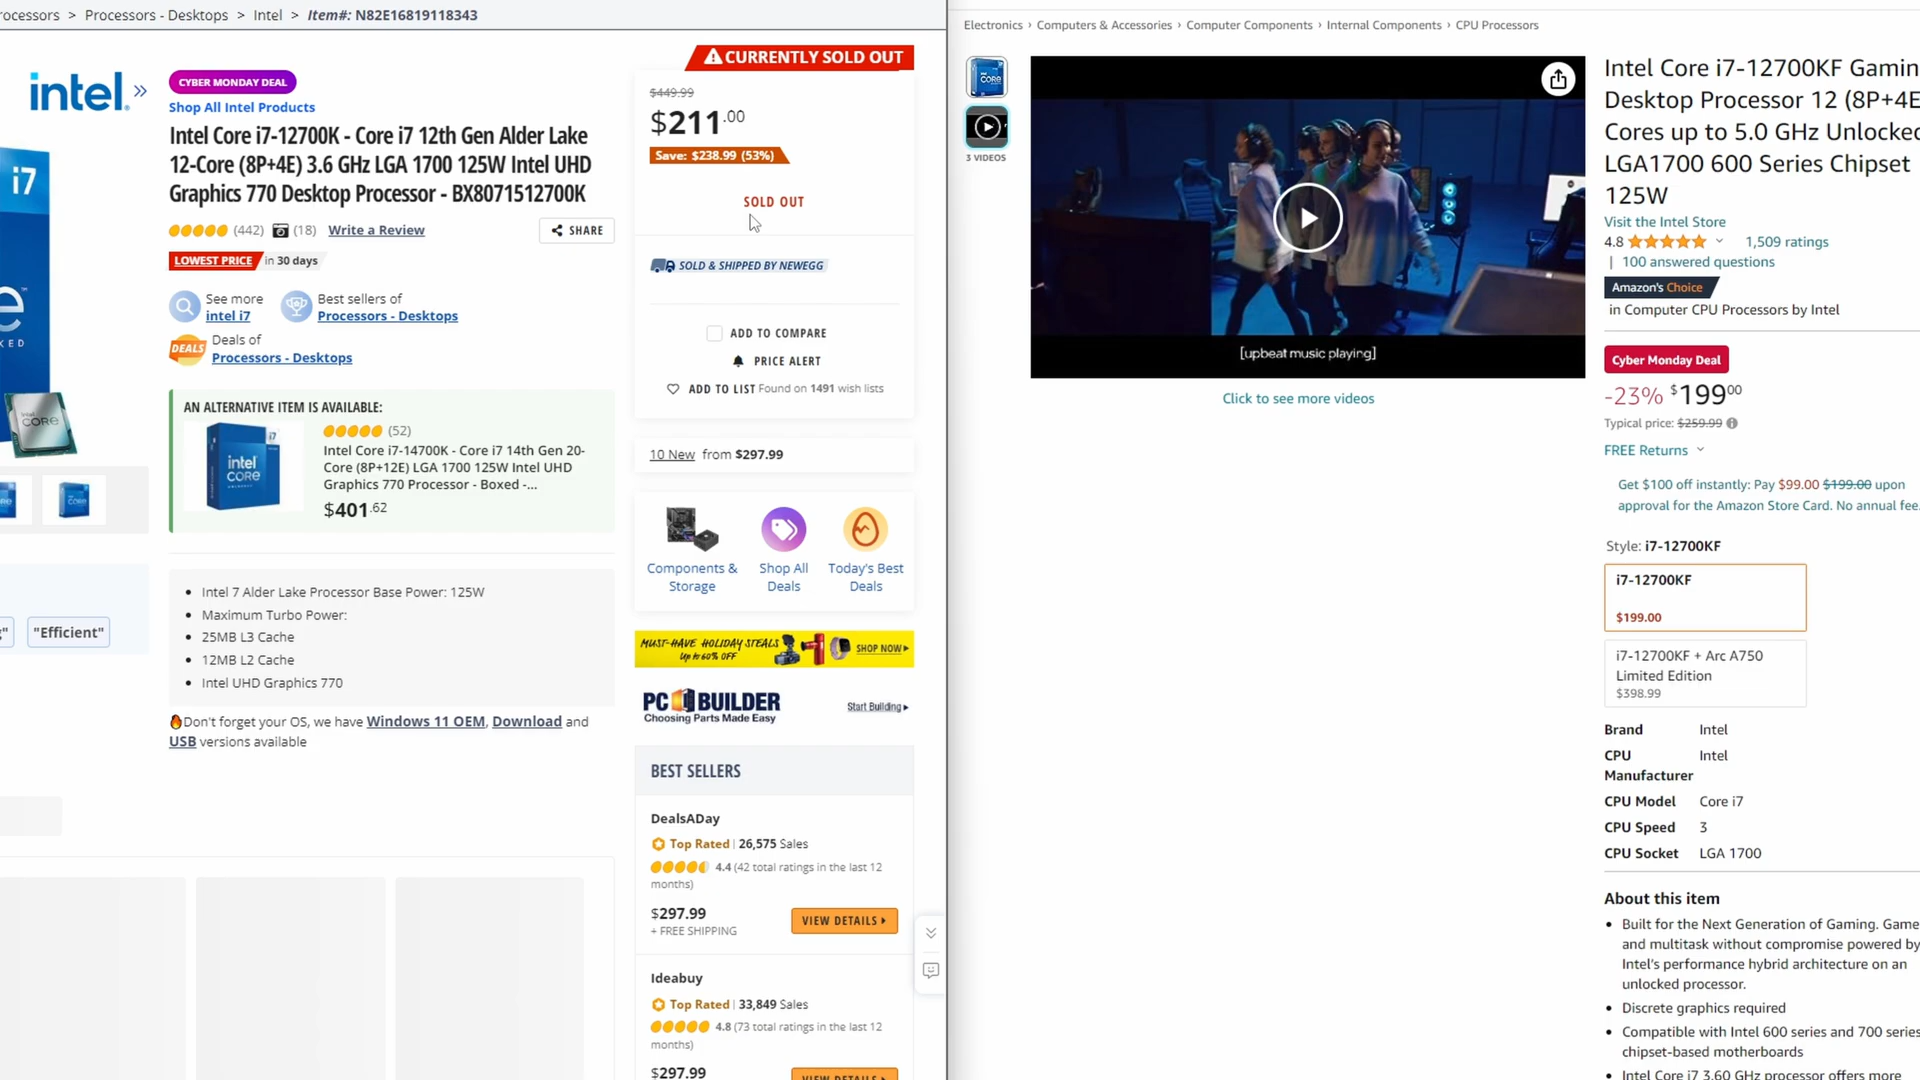 rocessors > Processors - Desktops > Intel > Item#: N82E16819118343
intel
i7
CYBER MONDAY DEAL
Shop All Intel Products
Intel Core i7-12700K - Core i7 12th Gen Alder Lake
12-Core (8P+4E) 3.6 GHz LGA 1700 125W Intel UHD
Graphics 770 Desktop Processor - BX8071512700K
(442) (18) Write a Review
SHARE
LOWEST PRICE in 30 days
See more
intel i7
Best sellers of
Processors - Desktops
DEALS
Deals of
Processors - Desktops
AN ALTERNATIVE ITEM IS AVAILABLE:
i7
intel
CORE
(52)
Intel Core i7-14700K - Core i7 14th Gen 20-
Core (8P+12E) LGA 1700 125W Intel UHD
Graphics 770 Processor - Boxed -...
$401.62
"Efficient"
Intel 7 Alder Lake Processor Base Power: 125W
Maximum Turbo Power:
25MB L3 Cache
12MB L2 Cache
Intel UHD Graphics 770
Don't forget your OS, we have Windows 11 OEM, Download and
USB versions available
CURRENTLY SOLD OUT
$449.99
$211.00
Save: $238.99 (53%)
SOLD OUT
SOLD & SHIPPED BY NEWEGG
ADD TO COMPARE
PRICE ALERT
ADD TO LIST Found on 1491 wish lists
10 New from $297.99
Components &
Storage
Shop All
Deals
Today's Best
Deals
MUST-HAVE HOLIDAY STEALS
Up to 60% OFF
SHOP NOW
PC BUILDER
Choosing Parts Made Easy
Start Building
BEST SELLERS
DealsADay
Top Rated | 26,575 Sales
4.4 (42 total ratings in the last 12
months)
$297.99
+ FREE SHIPPING
VIEW DETAILS
Ideabuy
Top Rated | 33,849 Sales
4.8 (73 total ratings in the last 12
months)
$297.99
VIEW DETAILS
Electronics › Computers & Accessories › Computer Components › Internal Components › CPU Processors
3 VIDEOS
[upbeat music playing]
Click to see more videos
Intel Core i7-12700KF Gamin
Desktop Processor 12 (8P+4E
Cores up to 5.0 GHz Unlocked
LGA1700 600 Series Chipset
125W
Visit the Intel Store
4.8 1,509 ratings
| 100 answered questions
Amazon's Choice
in Computer CPU Processors by Intel
Cyber Monday Deal
-23% $199.00
Typical price: $259.99
FREE Returns
Get $100 off instantly: Pay $99.00 $199.00 upon
approval for the Amazon Store Card. No annual fee.
Style: i7-12700KF
i7-12700KF
$199.00
i7-12700KF + Arc A750
Limited Edition
$398.99
Brand Intel
CPU Intel
Manufacturer
CPU Model Core i7
CPU Speed 3
CPU Socket LGA 1700
About this item
Built for the Next Generation of Gaming. Game
and multitask without compromise powered by
Intel's performance hybrid architecture on an
unlocked processor.
Discrete graphics required
Compatible with Intel 600 series and 700 series
chipset-based motherboards
Intel Core i7 3.60 GHz processor offers more